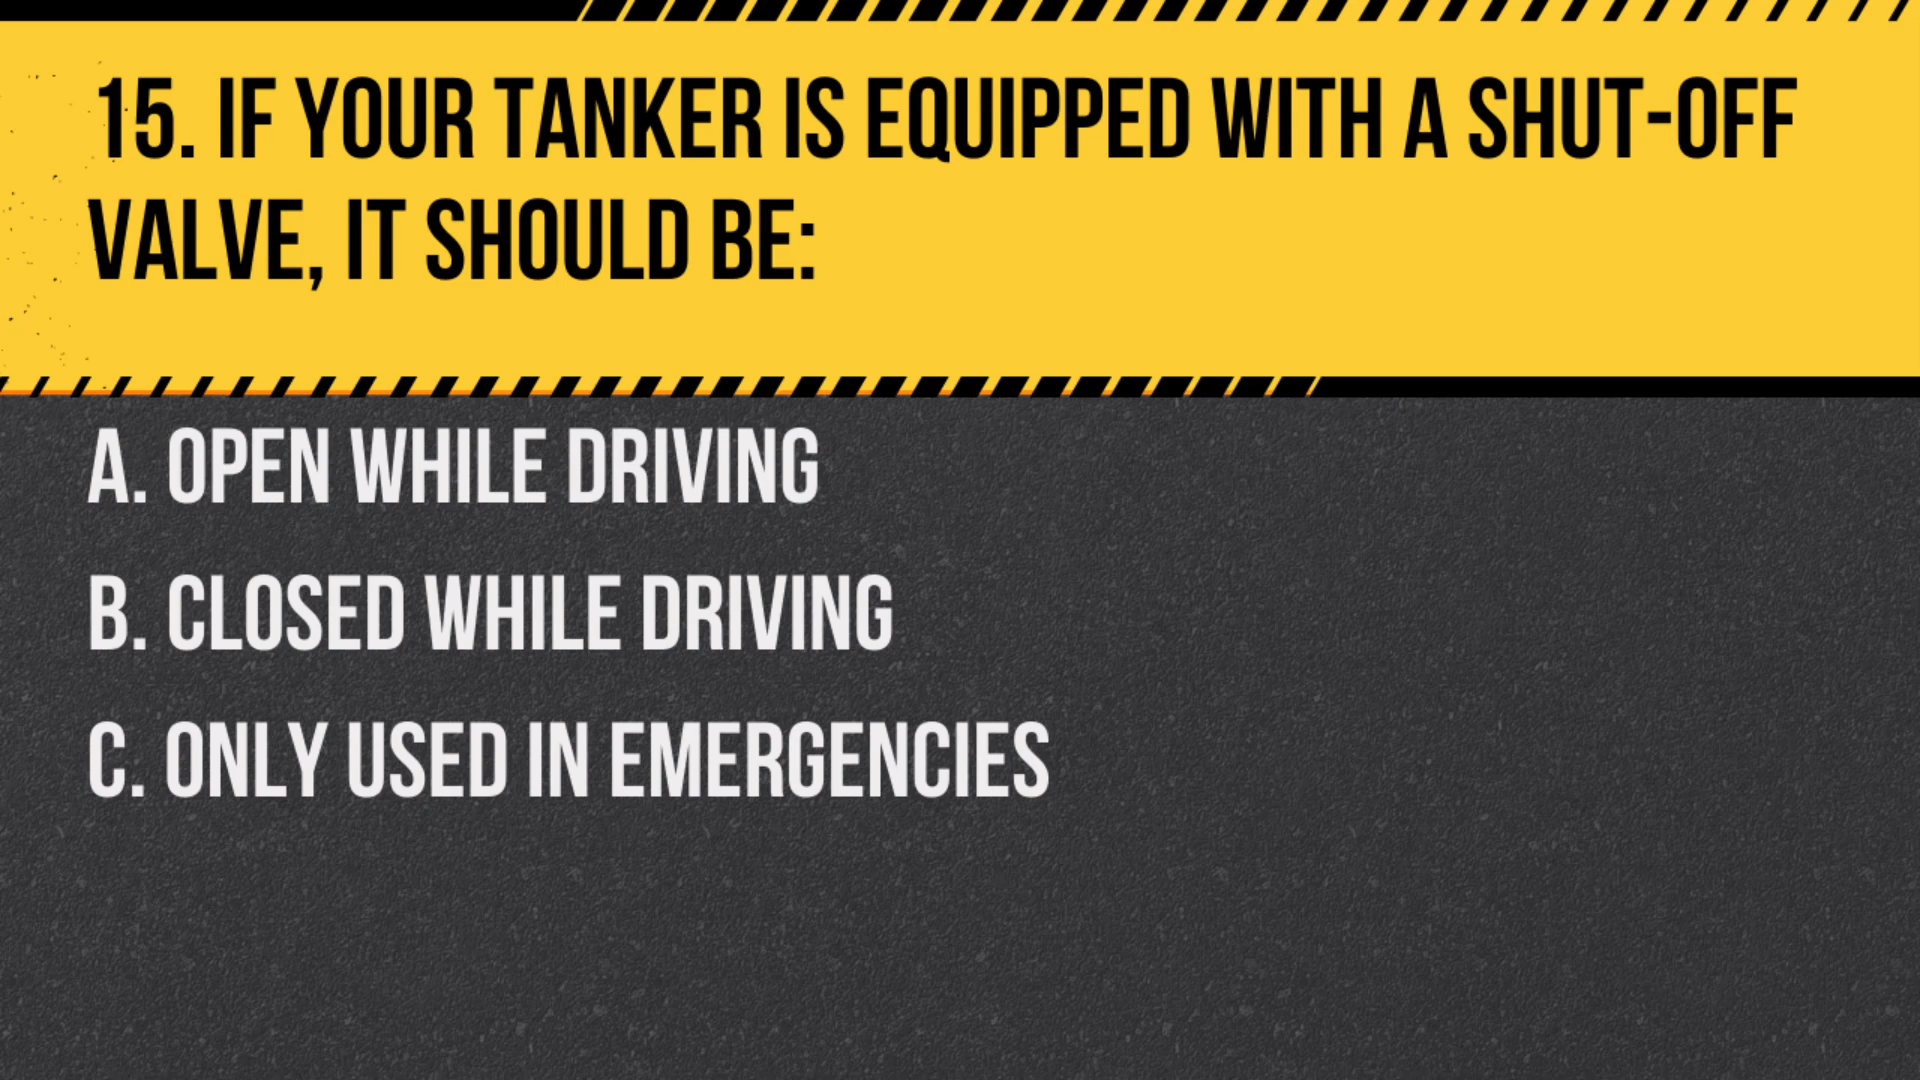 15. IF YOUR TANKER IS EQUIPPED WITH A SHUT-OFF
VALVE, IT SHOULD BE:
A. OPEN WHILE DRIVING
B. CLOSED WHILE DRIVING
C. ONLY USED IN EMERGENCIES